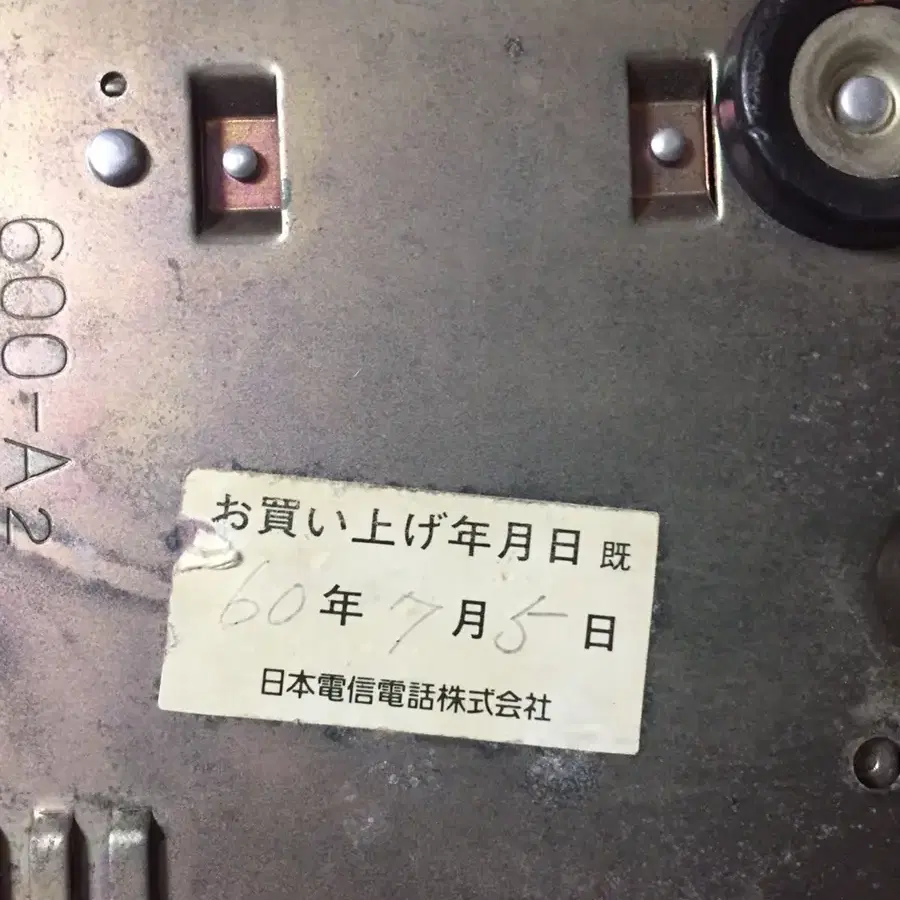 600-A2
お買い上げ年月日 既
60年7月5日
日本電信電話株式会社